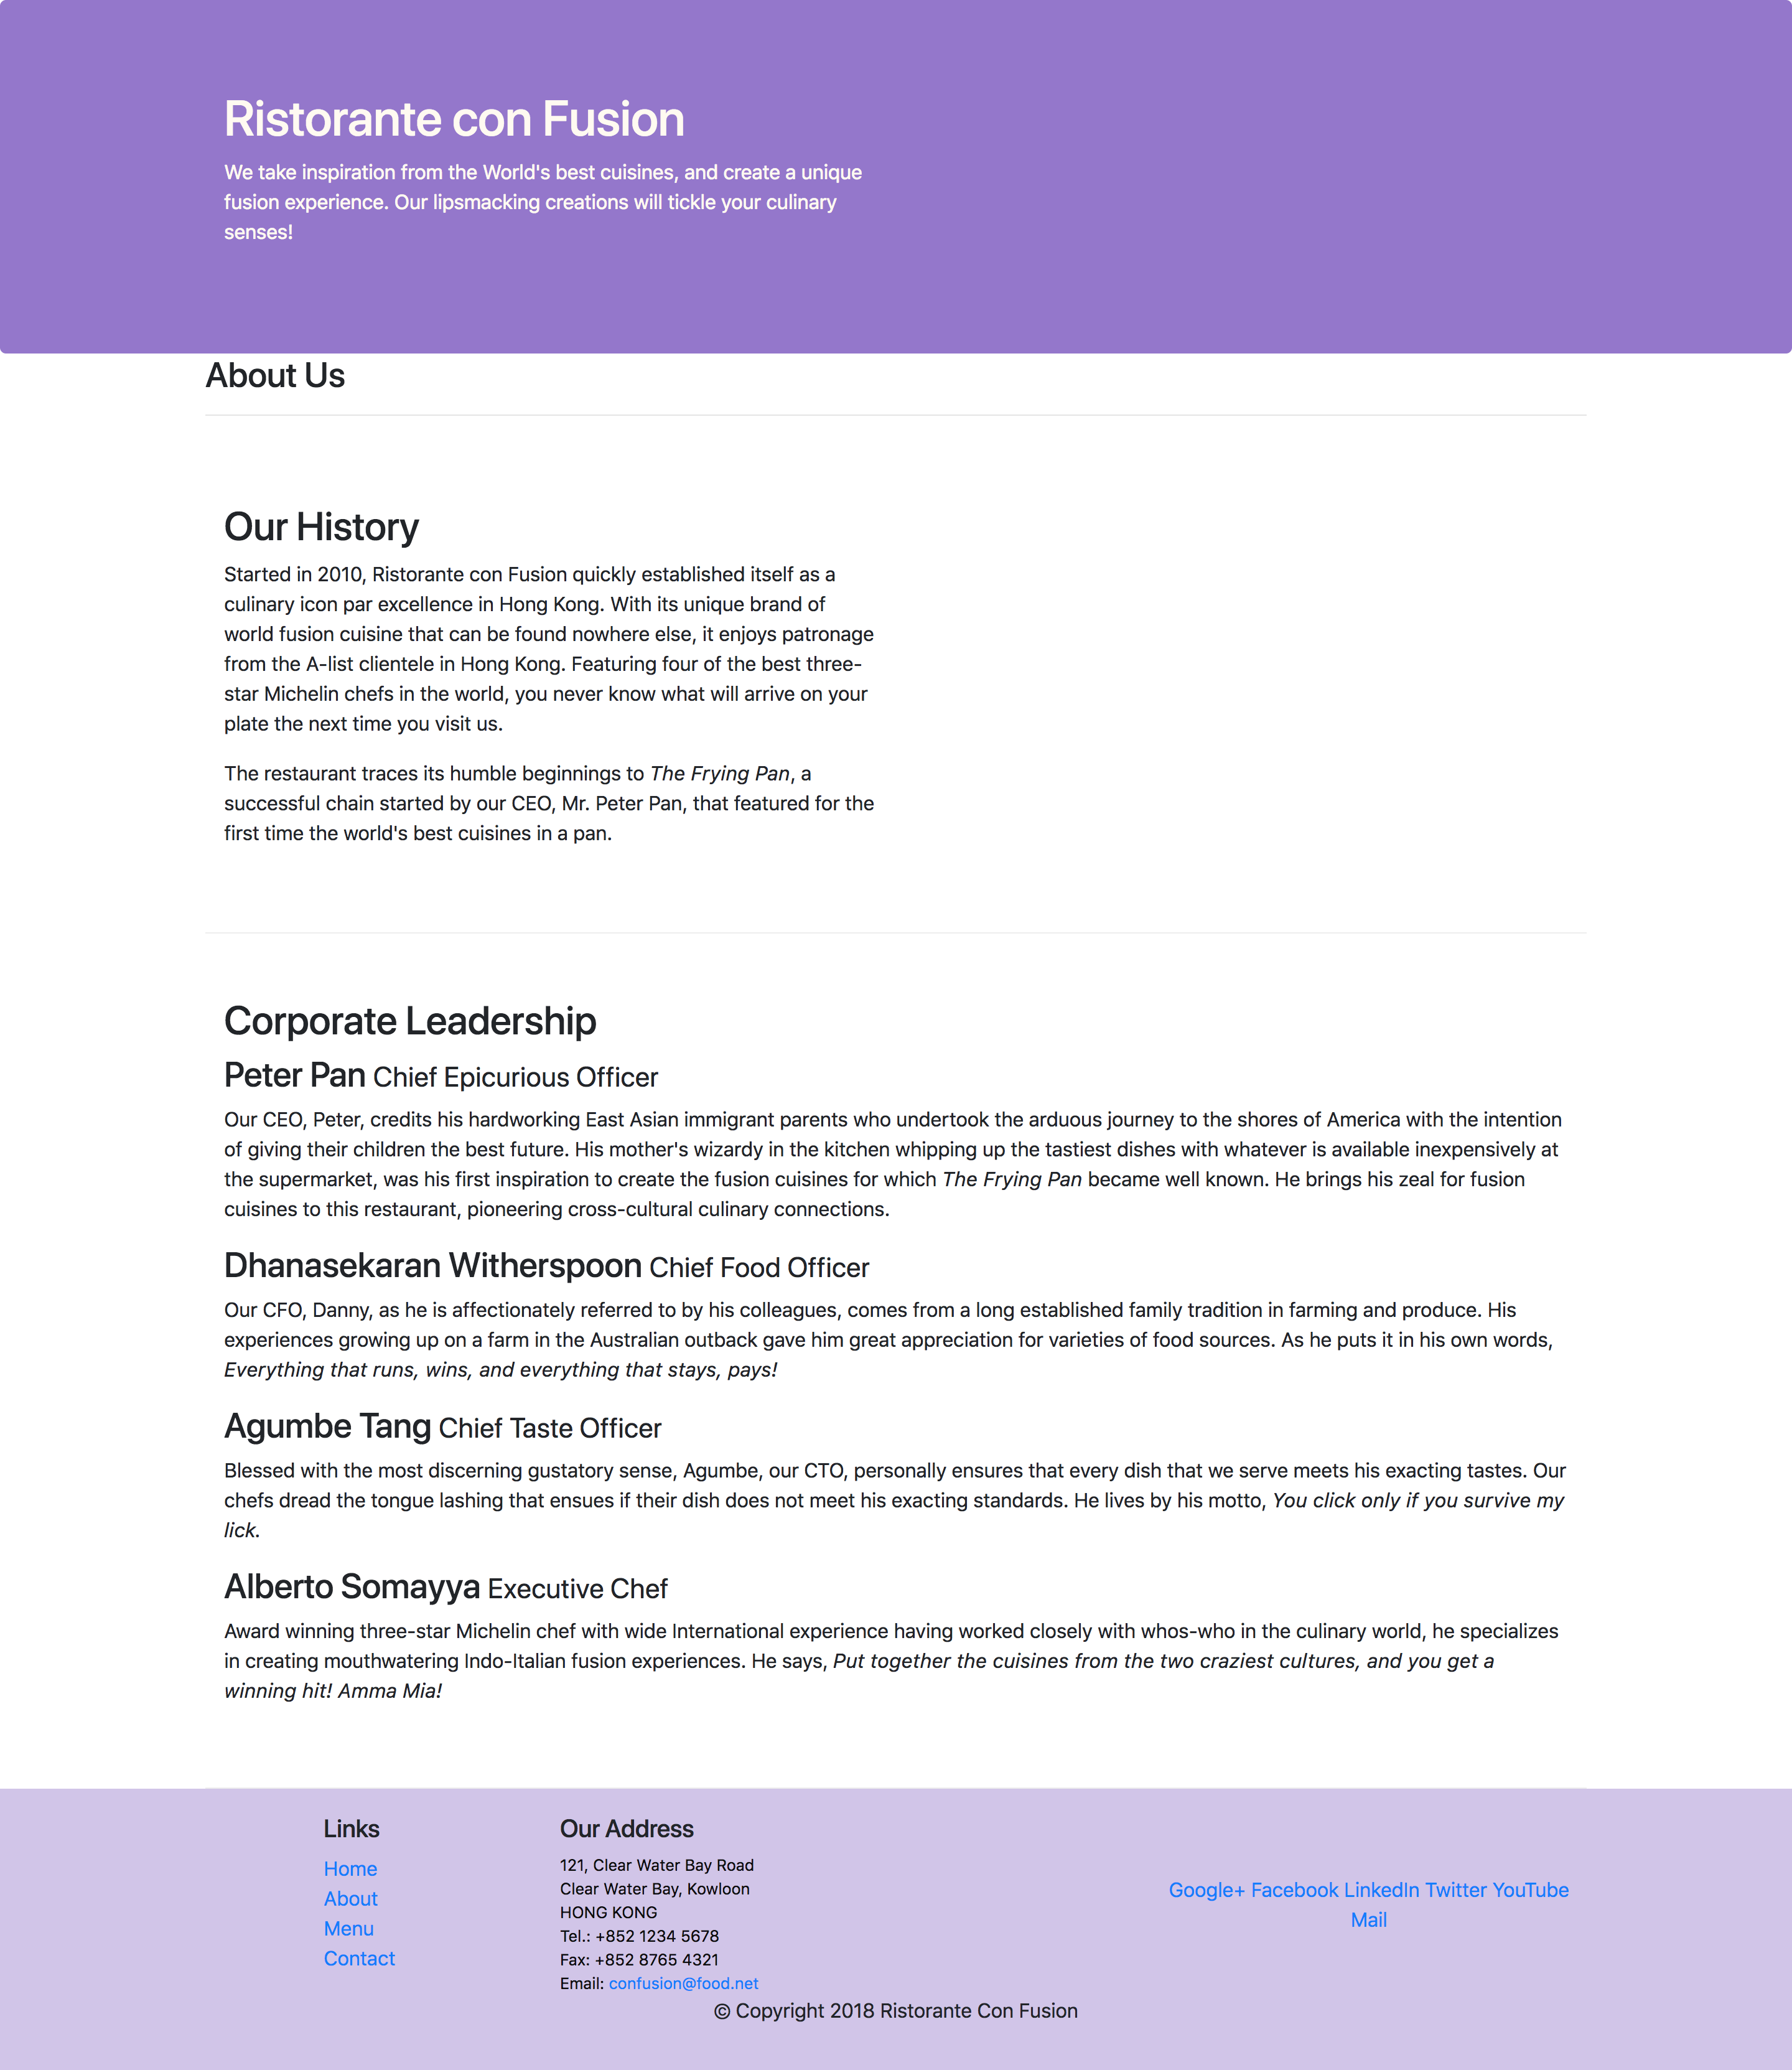 Ristorante con Fusion
We take inspiration from the World's best cuisines, and create a unique
fusion experience. Our lipsmacking creations will tickle your culinary
senses!
About Us
Our History
Started in 2010, Ristorante con Fusion quickly established itself as a
culinary icon par excellence in Hong Kong. With its unique brand of
world fusion cuisine that can be found nowhere else, it enjoys patronage
from the A-list clientele in Hong Kong. Featuring four of the best three-
star Michelin chefs in the world, you never know what will arrive on your
plate the next time you visit us.
The restaurant traces its humble beginnings to The Frying Pan, a
successful chain started by our CEO, Mr. Peter Pan, that featured for the
first time the world's best cuisines in a pan.
Corporate Leadership
Peter Pan Chief Epicurious Officer
Our CEO, Peter, credits his hardworking East Asian immigrant parents who undertook the arduous journey to the shores of America with the intention
of giving their children the best future. His mother's wizardy in the kitchen whipping up the tastiest dishes with whatever is available inexpensively at
the supermarket, was his first inspiration to create the fusion cuisines for which The Frying Pan became well known. He brings his zeal for fusion
cuisines to this restaurant, pioneering cross-cultural culinary connections.
Dhanasekaran Witherspoon Chief Food Officer
Our CFO, Danny, as he is affectionately referred to by his colleagues, comes from a long established family tradition in farming and produce. His
experiences growing up on a farm in the Australian outback gave him great appreciation for varieties of food sources. As he puts it in his own words,
Everything that runs, wins, and everything that stays, pays!
Agumbe Tang Chief Taste Officer
Blessed with the most discerning gustatory sense, Agumbe, our CTO, personally ensures that every dish that we serve meets his exacting tastes. Our
chefs dread the tongue lashing that ensues if their dish does not meet his exacting standards. He lives by his motto, You click only if you survive my
lick.
Alberto Somayya Executive Chef
Award winning three-star Michelin chef with wide International experience having worked closely with whos-who in the culinary world, he specializes
in creating mouthwatering Indo-Italian fusion experiences. He says, Put together the cuisines from the two craziest cultures, and you get a
winning hit! Amma Mia!
Links
Home
About
Menu
Contact
Our Address
121, Clear Water Bay Road
Clear Water Bay, Kowloon
HONG KONG
Tel.: +852 1234 5678
Fax: +852 8765 4321
Email: confusion@food.net
Google+ Facebook LinkedIn Twitter YouTube
Mail
© Copyright 2018 Ristorante Con Fusion